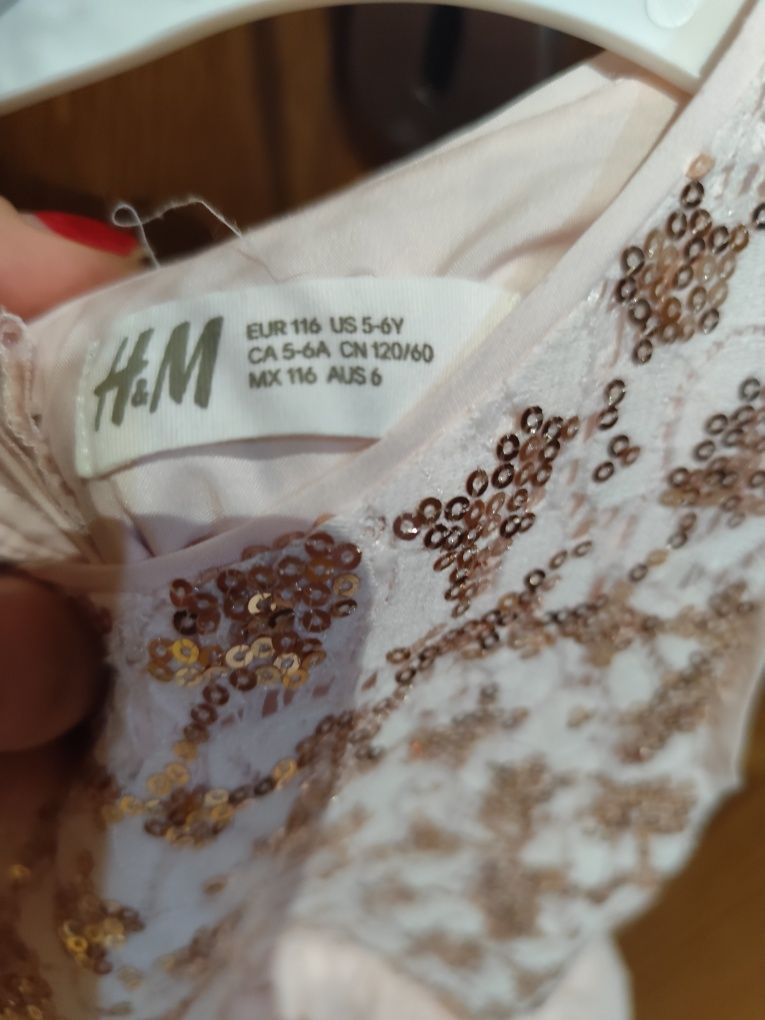 H&M
EUR 116 US 5-6Y
CA 5-6A CN 120/60
MX 116 AUS 6